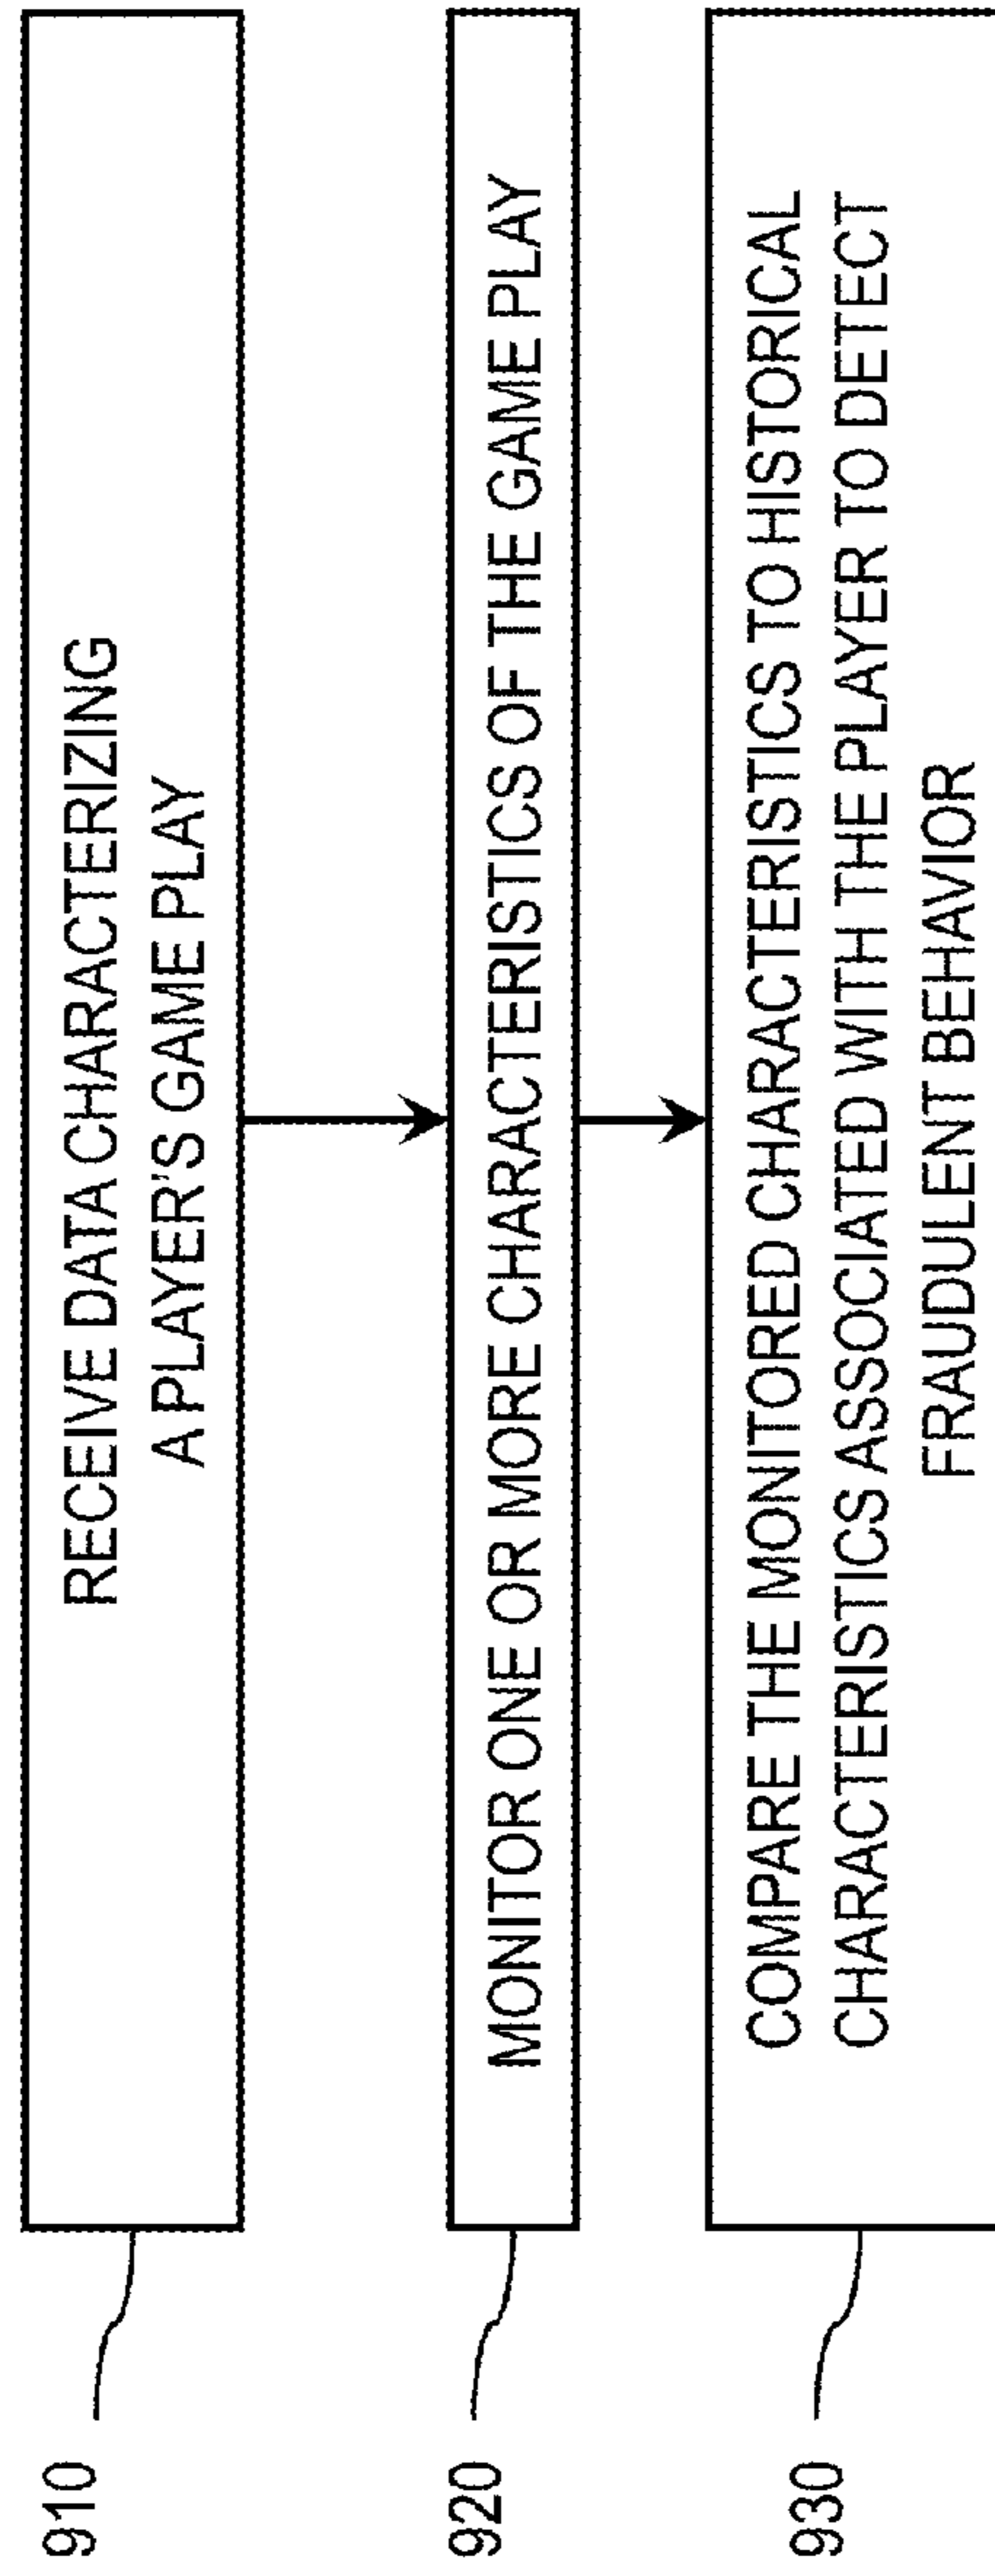 910
RECEIVE DATA CHARACTERIZING
A PLAYER'S GAME PLAY
920
MONITOR ONE OR MORE CHARACTERISTICS OF THE GAME PLAY
930
COMPARE THE MONITORED CHARACTERISTICS TO HISTORICAL
CHARACTERISTICS ASSOCIATED WITH THE PLAYER TO DETECT
FRAUDULENT BEHAVIOR